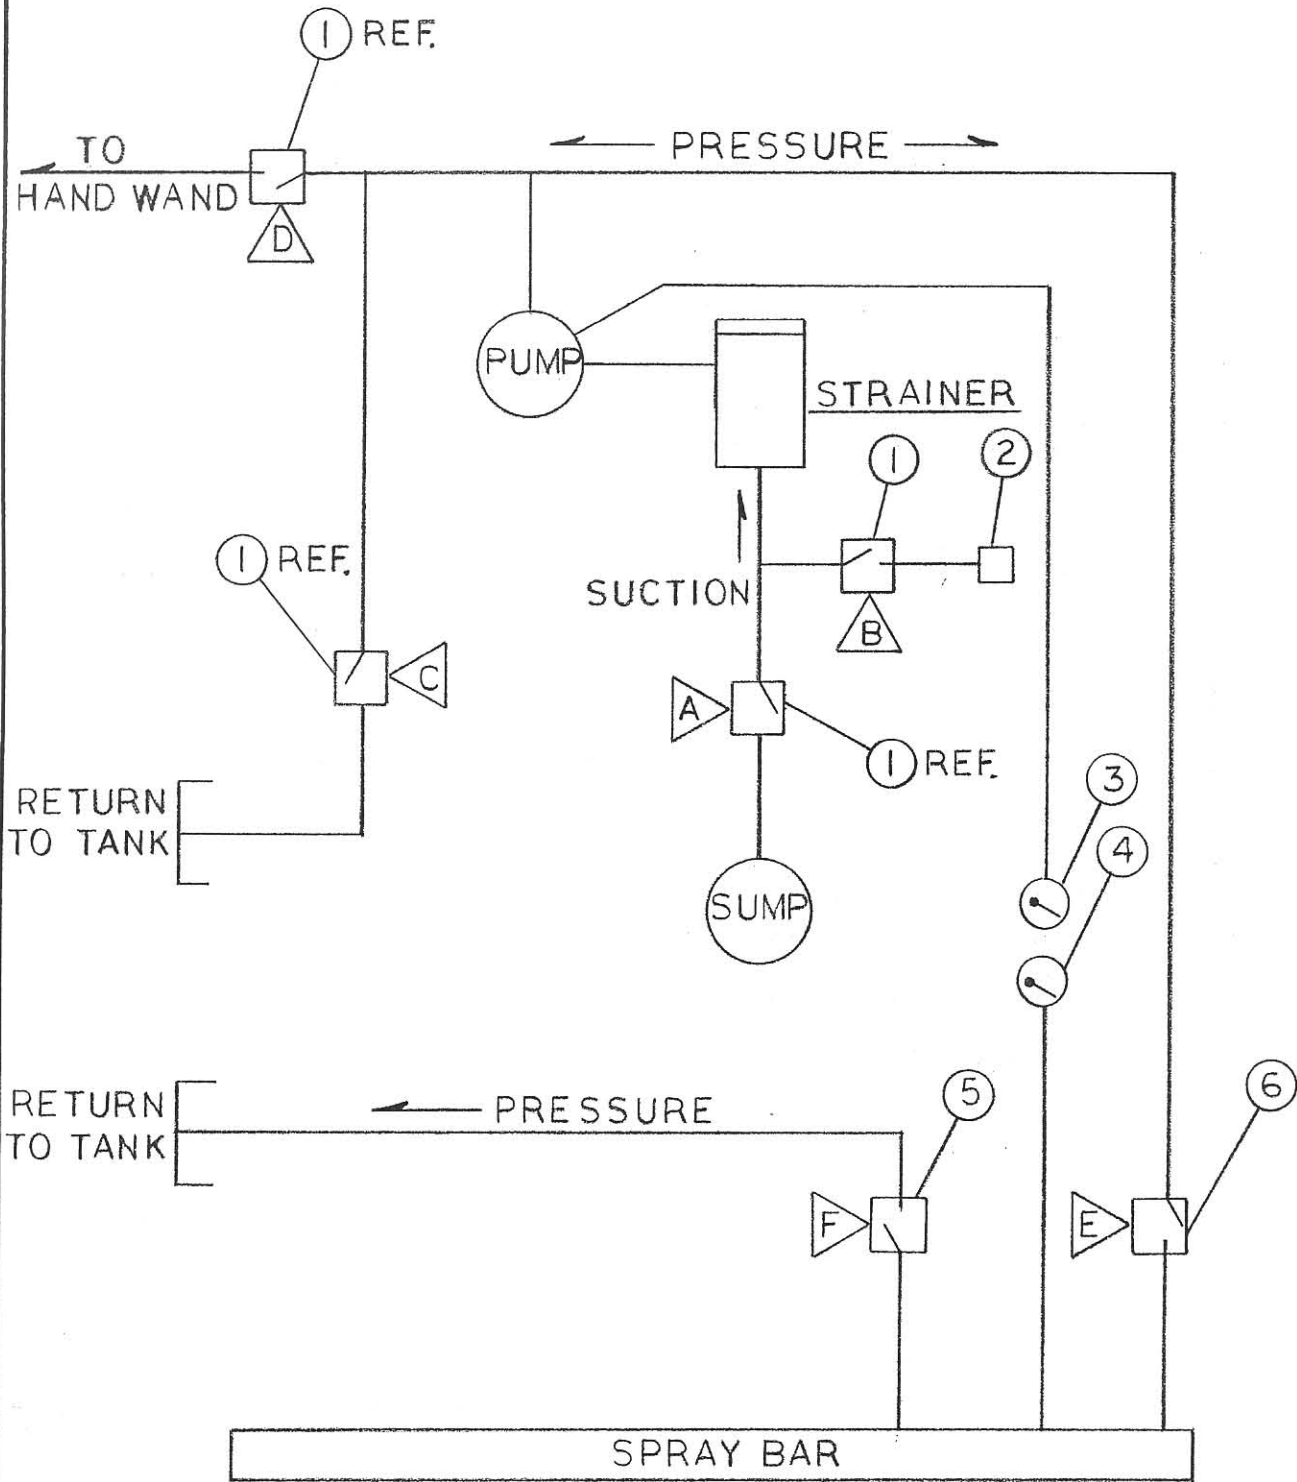 1 REF.
TO
HAND WAND
PRESSURE
D
PUMP
STRAINER
1
2
1 REF.
SUCTION
B
C
A
1 REF.
RETURN
TO TANK
3
4
SUMP
RETURN
TO TANK
PRESSURE
5
6
F
E
SPRAY BAR